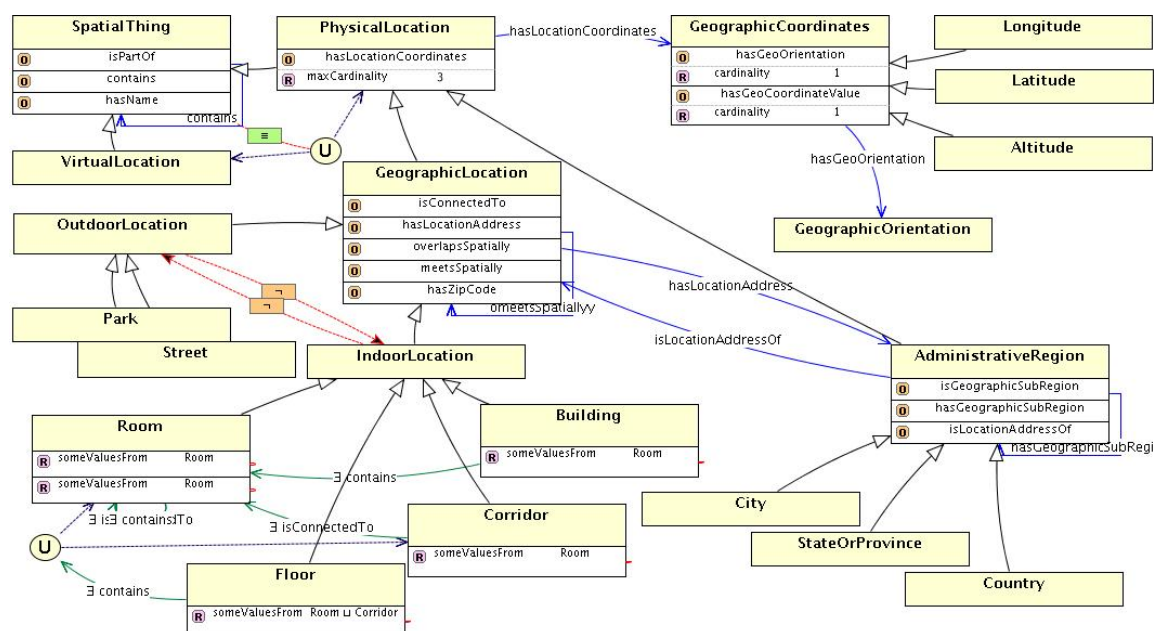 SpatialThing
O isPartOf
O contains
O hasName
contains
≡
U
VirtualLocation
PhysicalLocation
O hasLocationCoordinates
R maxCardinality 3
hasLocationCoordinates
GeographicCoordinates
O hasGeoOrientation
R cardinality 1
O hasGeoCoordinateValue
R cardinality 1
Longitude
Latitude
Altitude
hasGeoOrientation
GeographicOrientation
GeographicLocation
O isConnectedTo
O hasLocationAddress
O overlapsSpatially
O meetsSpatially
O hasZipCode
OutdoorLocation
Park
Street
¬
¬
hasLocationAddress
isLocationAddressOf
IndoorLocation
AdministrativeRegion
O isGeographicSubRegion
O hasGeographicSubRegion
O isLocationAddressOf
hasGeographicSubRegi
Room
R someValuesFrom Room
R someValuesFrom Room
Building
R someValuesFrom Room
∃ contains
∃ isConnectedTo
Corridor
R someValuesFrom Room
U
∃ contains
Floor
R someValuesFrom Room ⊔ Corridor
City
StateOrProvince
Country